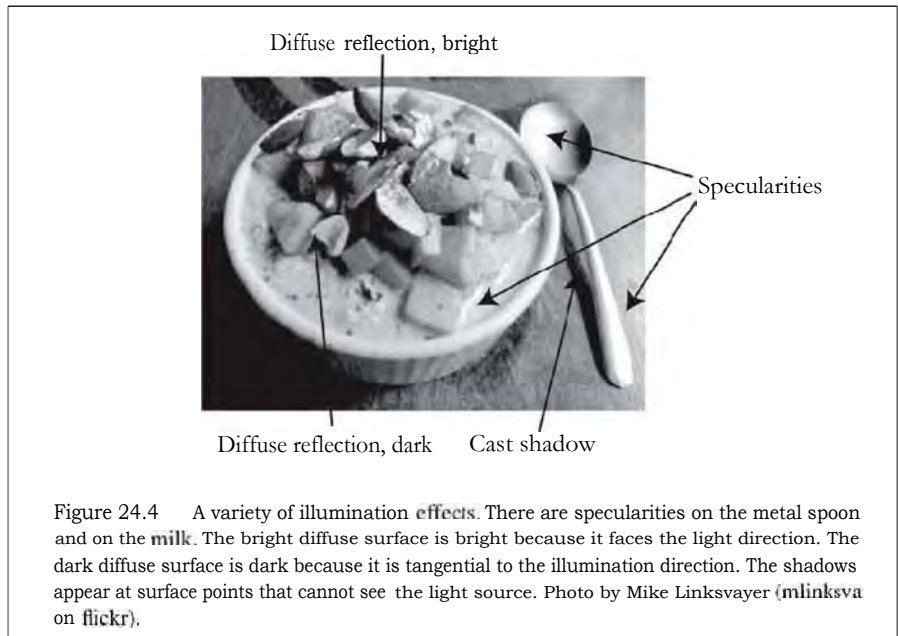 Diffuse reflection, bright
Specularities
Diffuse reflection, dark Cast shadow
Figure 24.4 A variety of illumination effects. There are specularities on the metal spoon
and on the milk. The bright diffuse surface is bright because it faces the light direction. The
dark diffuse surface is dark because it is tangential to the illumination direction. The shadows
appear at surface points that cannot see the light source. Photo by Mike Linksvayer (mlinksva
on flickr).